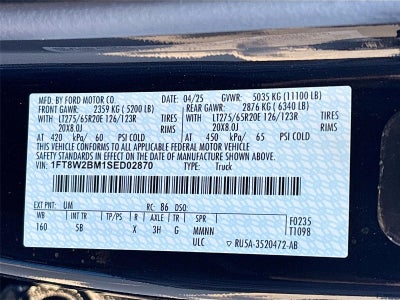 MFD. BY FORD MOTOR CO. 04/25 GVWR: 5035 KG (11100 LB)
FRONT GAWR: 2359 KG (5200 LB) REAR GAWR: 2876 KG (6340 LB)
WITH LT275/65R20E 126/123R TIRES WITH LT275/65R20E 126/123R TIRES
20X8.0J RIMS 20X8.0J RIMS
AT 420 kPa/ 60 PSI COLD AT 450 kPa/ 65 PSI COLD
THIS VEHICLE CONFORMS TO ALL APPLICABLE FEDERAL MOTOR VEHICLE
SAFETY STANDARDS IN EFFECT ON THE DATE OF MANUFACTURE SHOWN ABOVE.
VIN: 1FT8W2BM1SED02870 TYPE: Truck
EXT PNT: UM RC: 86 DSO:
WB INT TR TP/PS R AXLE TR SPR F0235
160 SB X 3H G MMNN T1098
ULC RU5A-3520472-AB